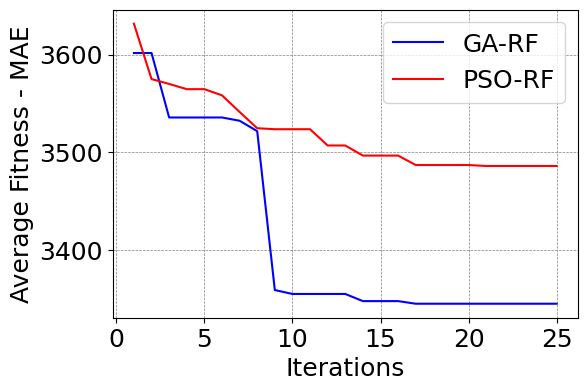 Average Fitness - MAE
3600
3500
3400
GA-RF
PSO-RF
0 5 10 15 20 25
Iterations